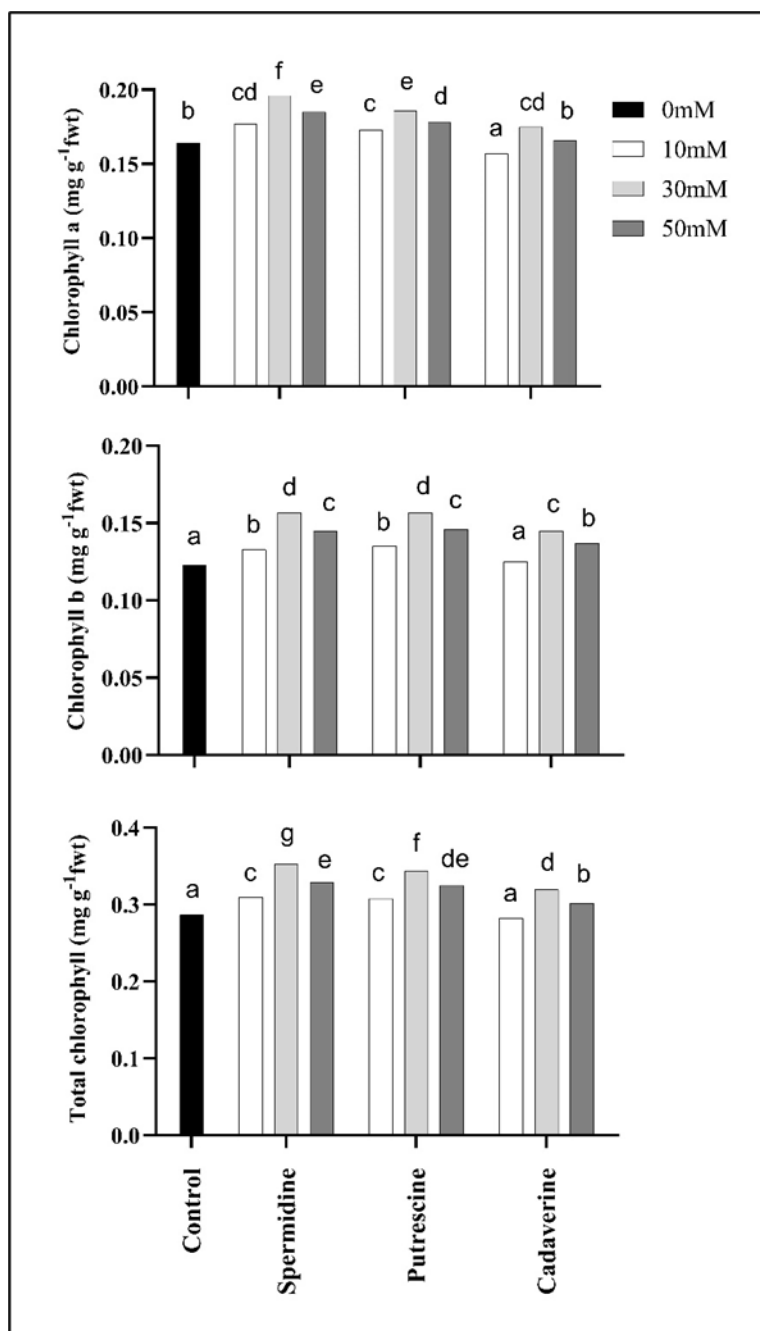 f
cd
e
e
b
c
d
cd
a
b
0.20
0.15
0.10
0.05
0.00
Chlorophyll a (mg g⁻¹fwt)
0mM
10mM
30mM
50mM
0.20
0.15
0.10
0.05
0.00
Chlorophyll b (mg g⁻¹fwt)
a
b
d
c
b
d
c
a
c
b
0.4
0.3
0.2
0.1
0.0
Total chlorophyll (mg g⁻¹fwt)
a
c
g
e
c
f
de
a
d
b
Control
Spermidine
Putrescine
Cadaverine